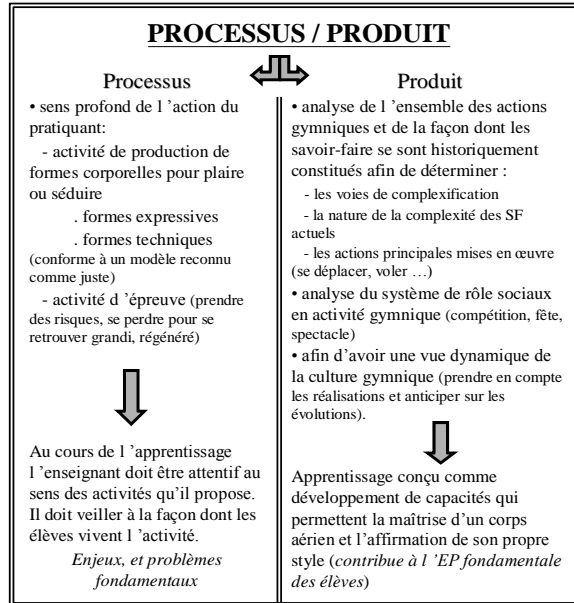 PROCESSUS / PRODUIT
Processus
• sens profond de l ’action du
pratiquant:
- activité de production de
formes corporelles pour plaire
ou séduire
. formes expressives
. formes techniques
(conforme à un modèle reconnu
comme juste)
- activité d ’épreuve (prendre
des risques, se perdre pour se
retrouver grandi, régénéré)
Au cours de l ’apprentissage
l ’enseignant doit être attentif au
sens des activités qu’il propose.
Il doit veiller à la façon dont les
élèves vivent l ’activité.
Enjeux, et problèmes
fondamentaux
Produit
• analyse de l ’ensemble des actions
gymniques et de la façon dont les
savoir-faire se sont historiquement
constitués afin de déterminer :
- les voies de complexification
- la nature de la complexité des SF
actuels
- les actions principales mises en œuvre
(se déplacer, voler …)
• analyse du système de rôle sociaux
en activité gymnique (compétition, fête,
spectacle)
• afin d’avoir une vue dynamique de
la culture gymnique (prendre en compte
les réalisations et anticiper sur les
évolutions).
Apprentissage conçu comme
développement de capacités qui
permettent la maîtrise d’un corps
aérien et l’affirmation de son propre
style (contribue à l ’EP fondamentale
des élèves)